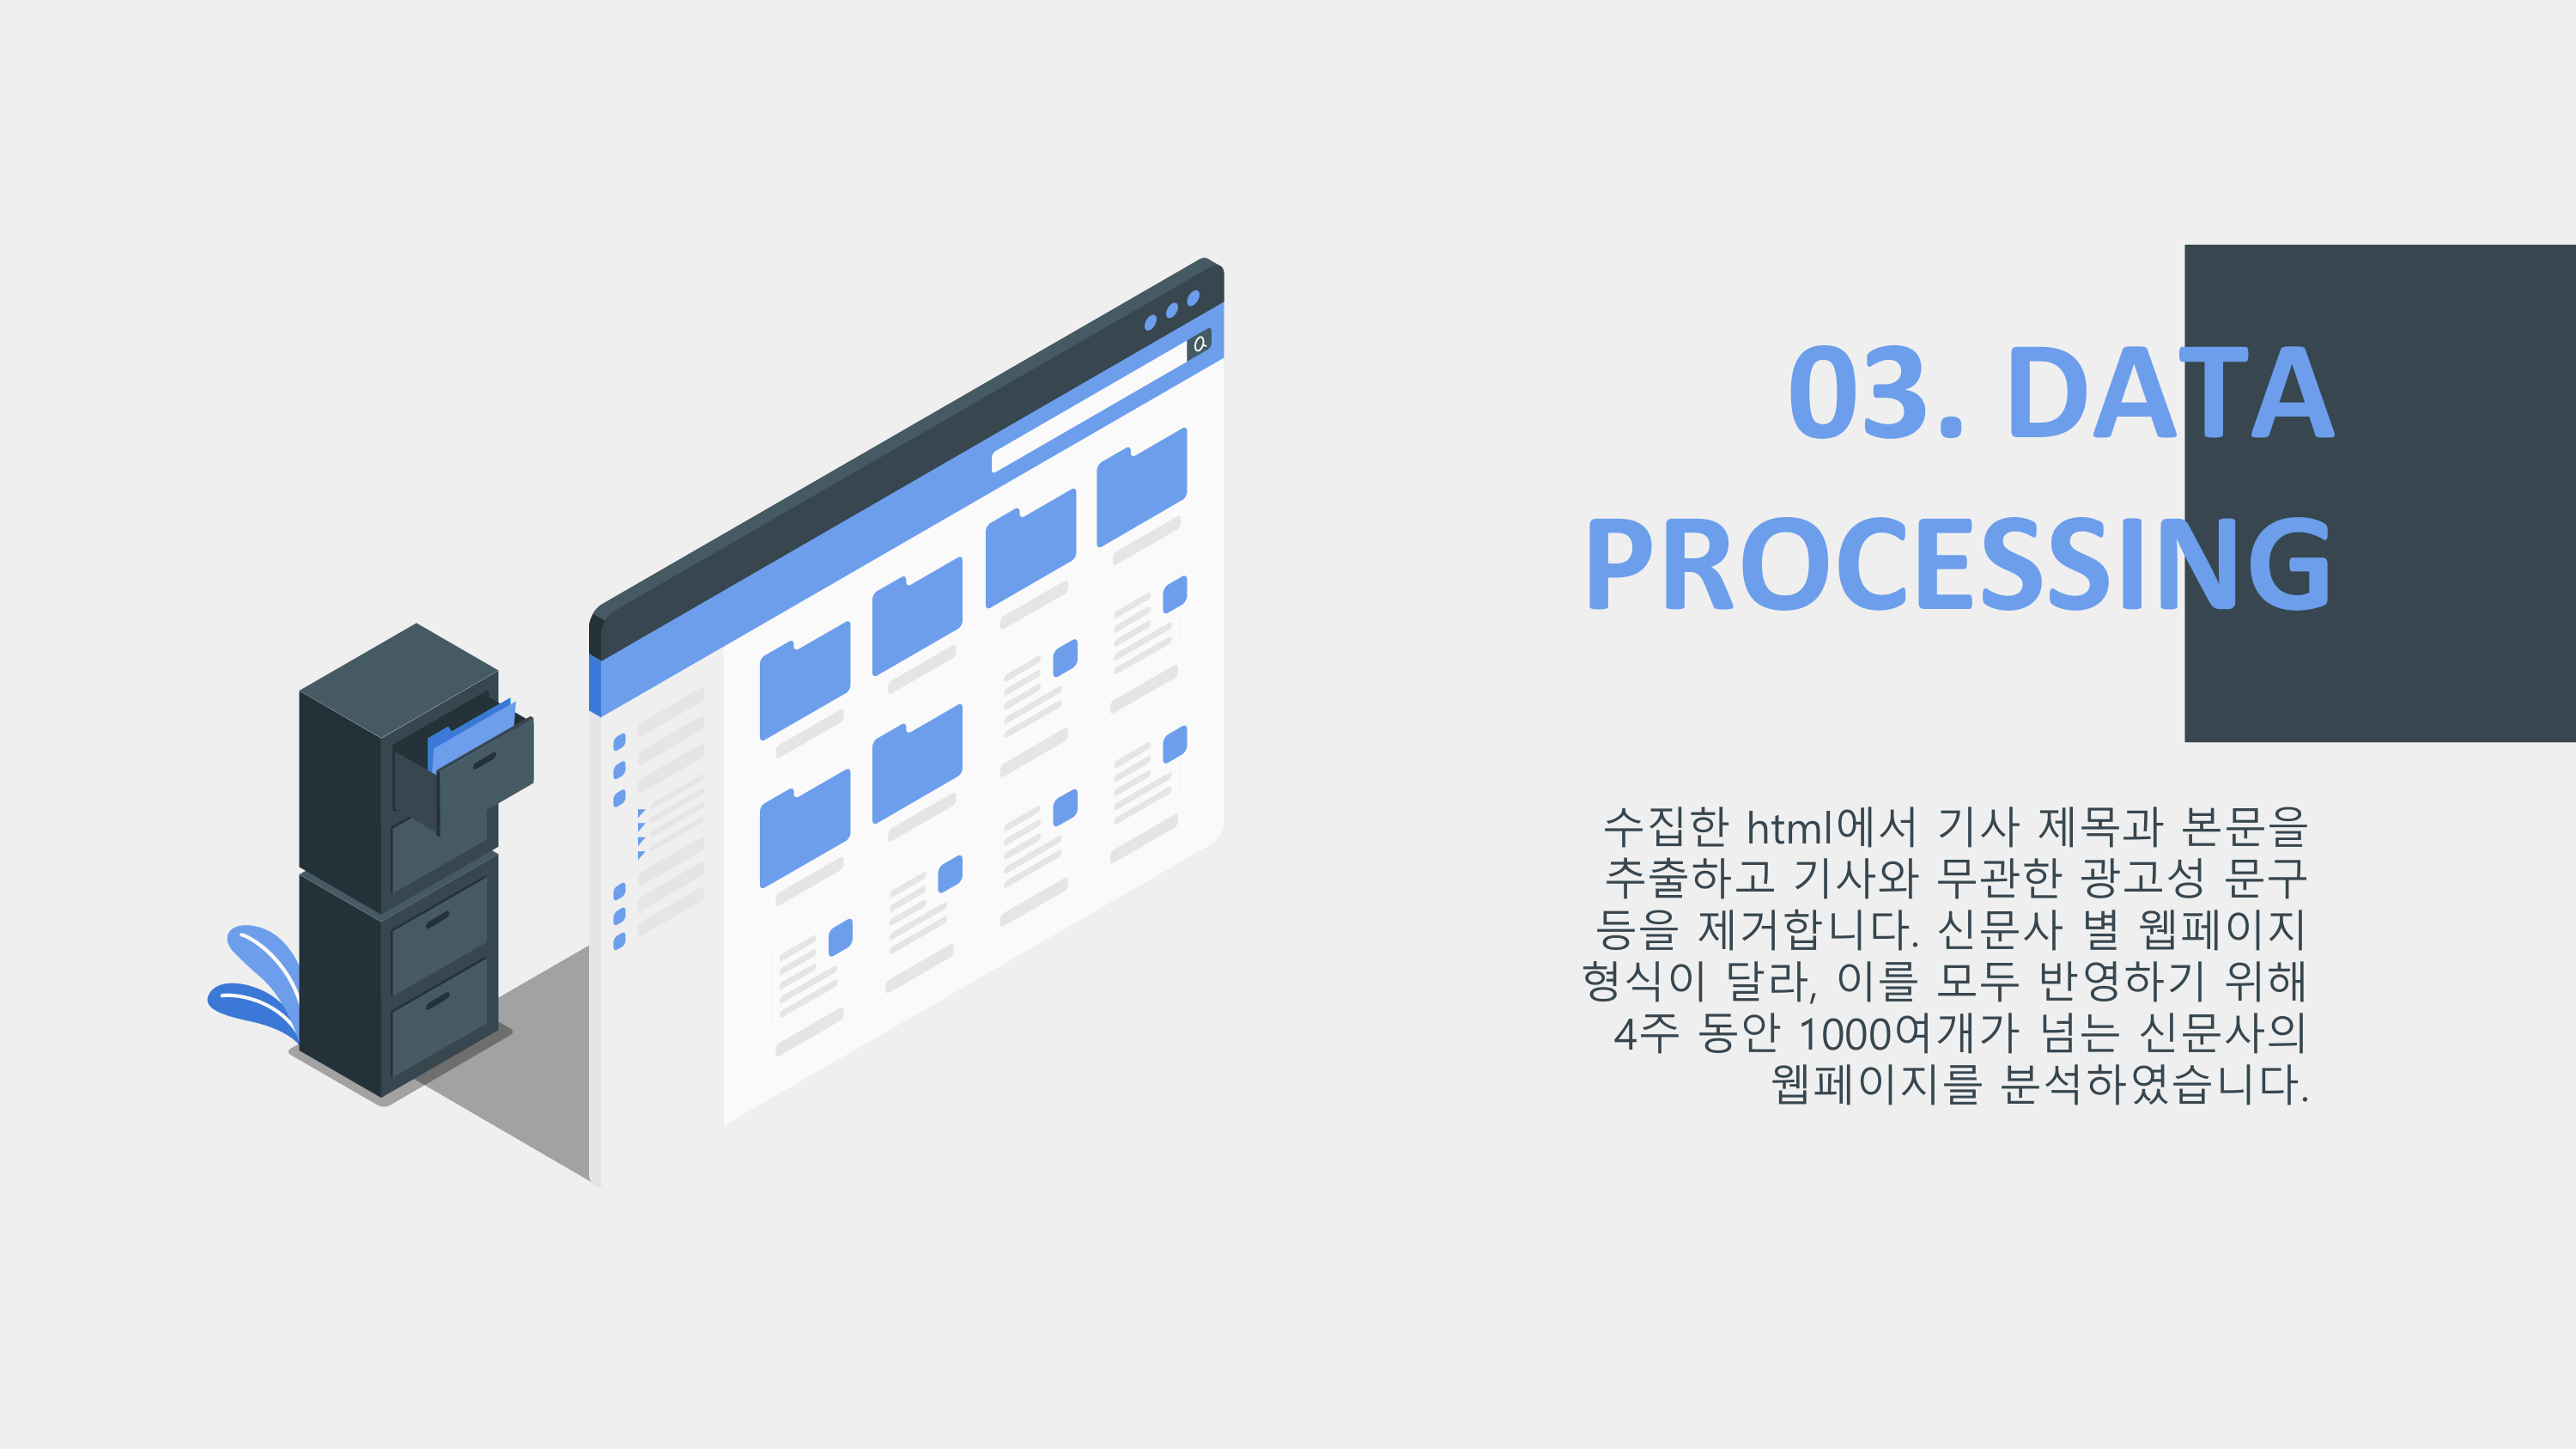 03. DATA
PROCESSING
수집한 html에서 기사 제목과 본문을
추출하고 기사와 무관한 광고성 문구
등을 제거합니다. 신문사 별 웹페이지
형식이 달라, 이를 모두 반영하기 위해
4주 동안 1000여개가 넘는 신문사의
웹페이지를 분석하였습니다.